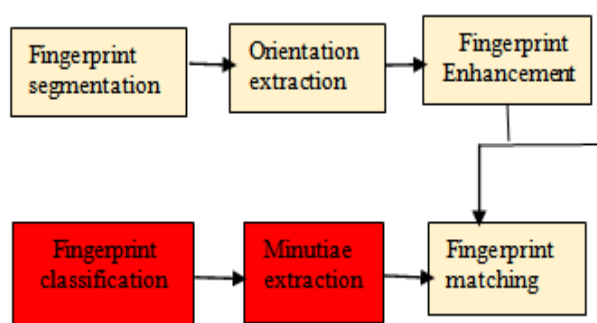 Fingerprint
segmentation
Orientation
extraction
Fingerprint
Enhancement
Fingerprint
classification
Minutiae
extraction
Fingerprint
matching